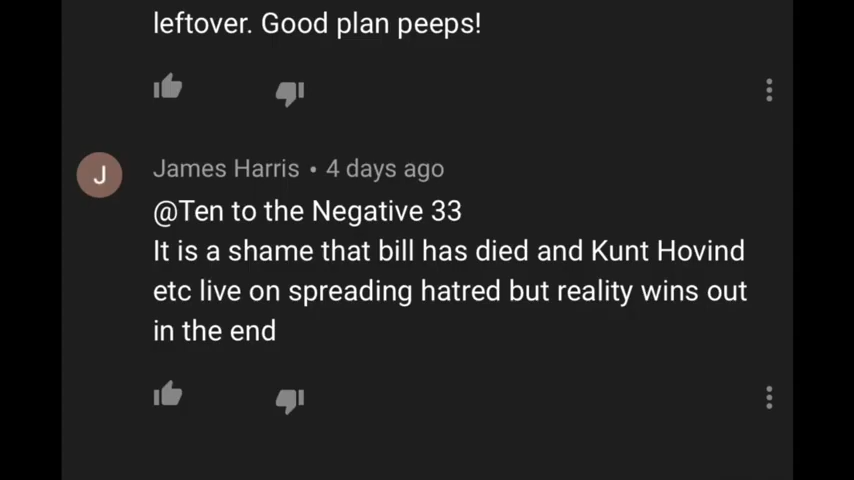 leftover. Good plan peeps!
J
James Harris • 4 days ago
@Ten to the Negative 33
It is a shame that bill has died and Kunt Hovind
etc live on spreading hatred but reality wins out
in the end